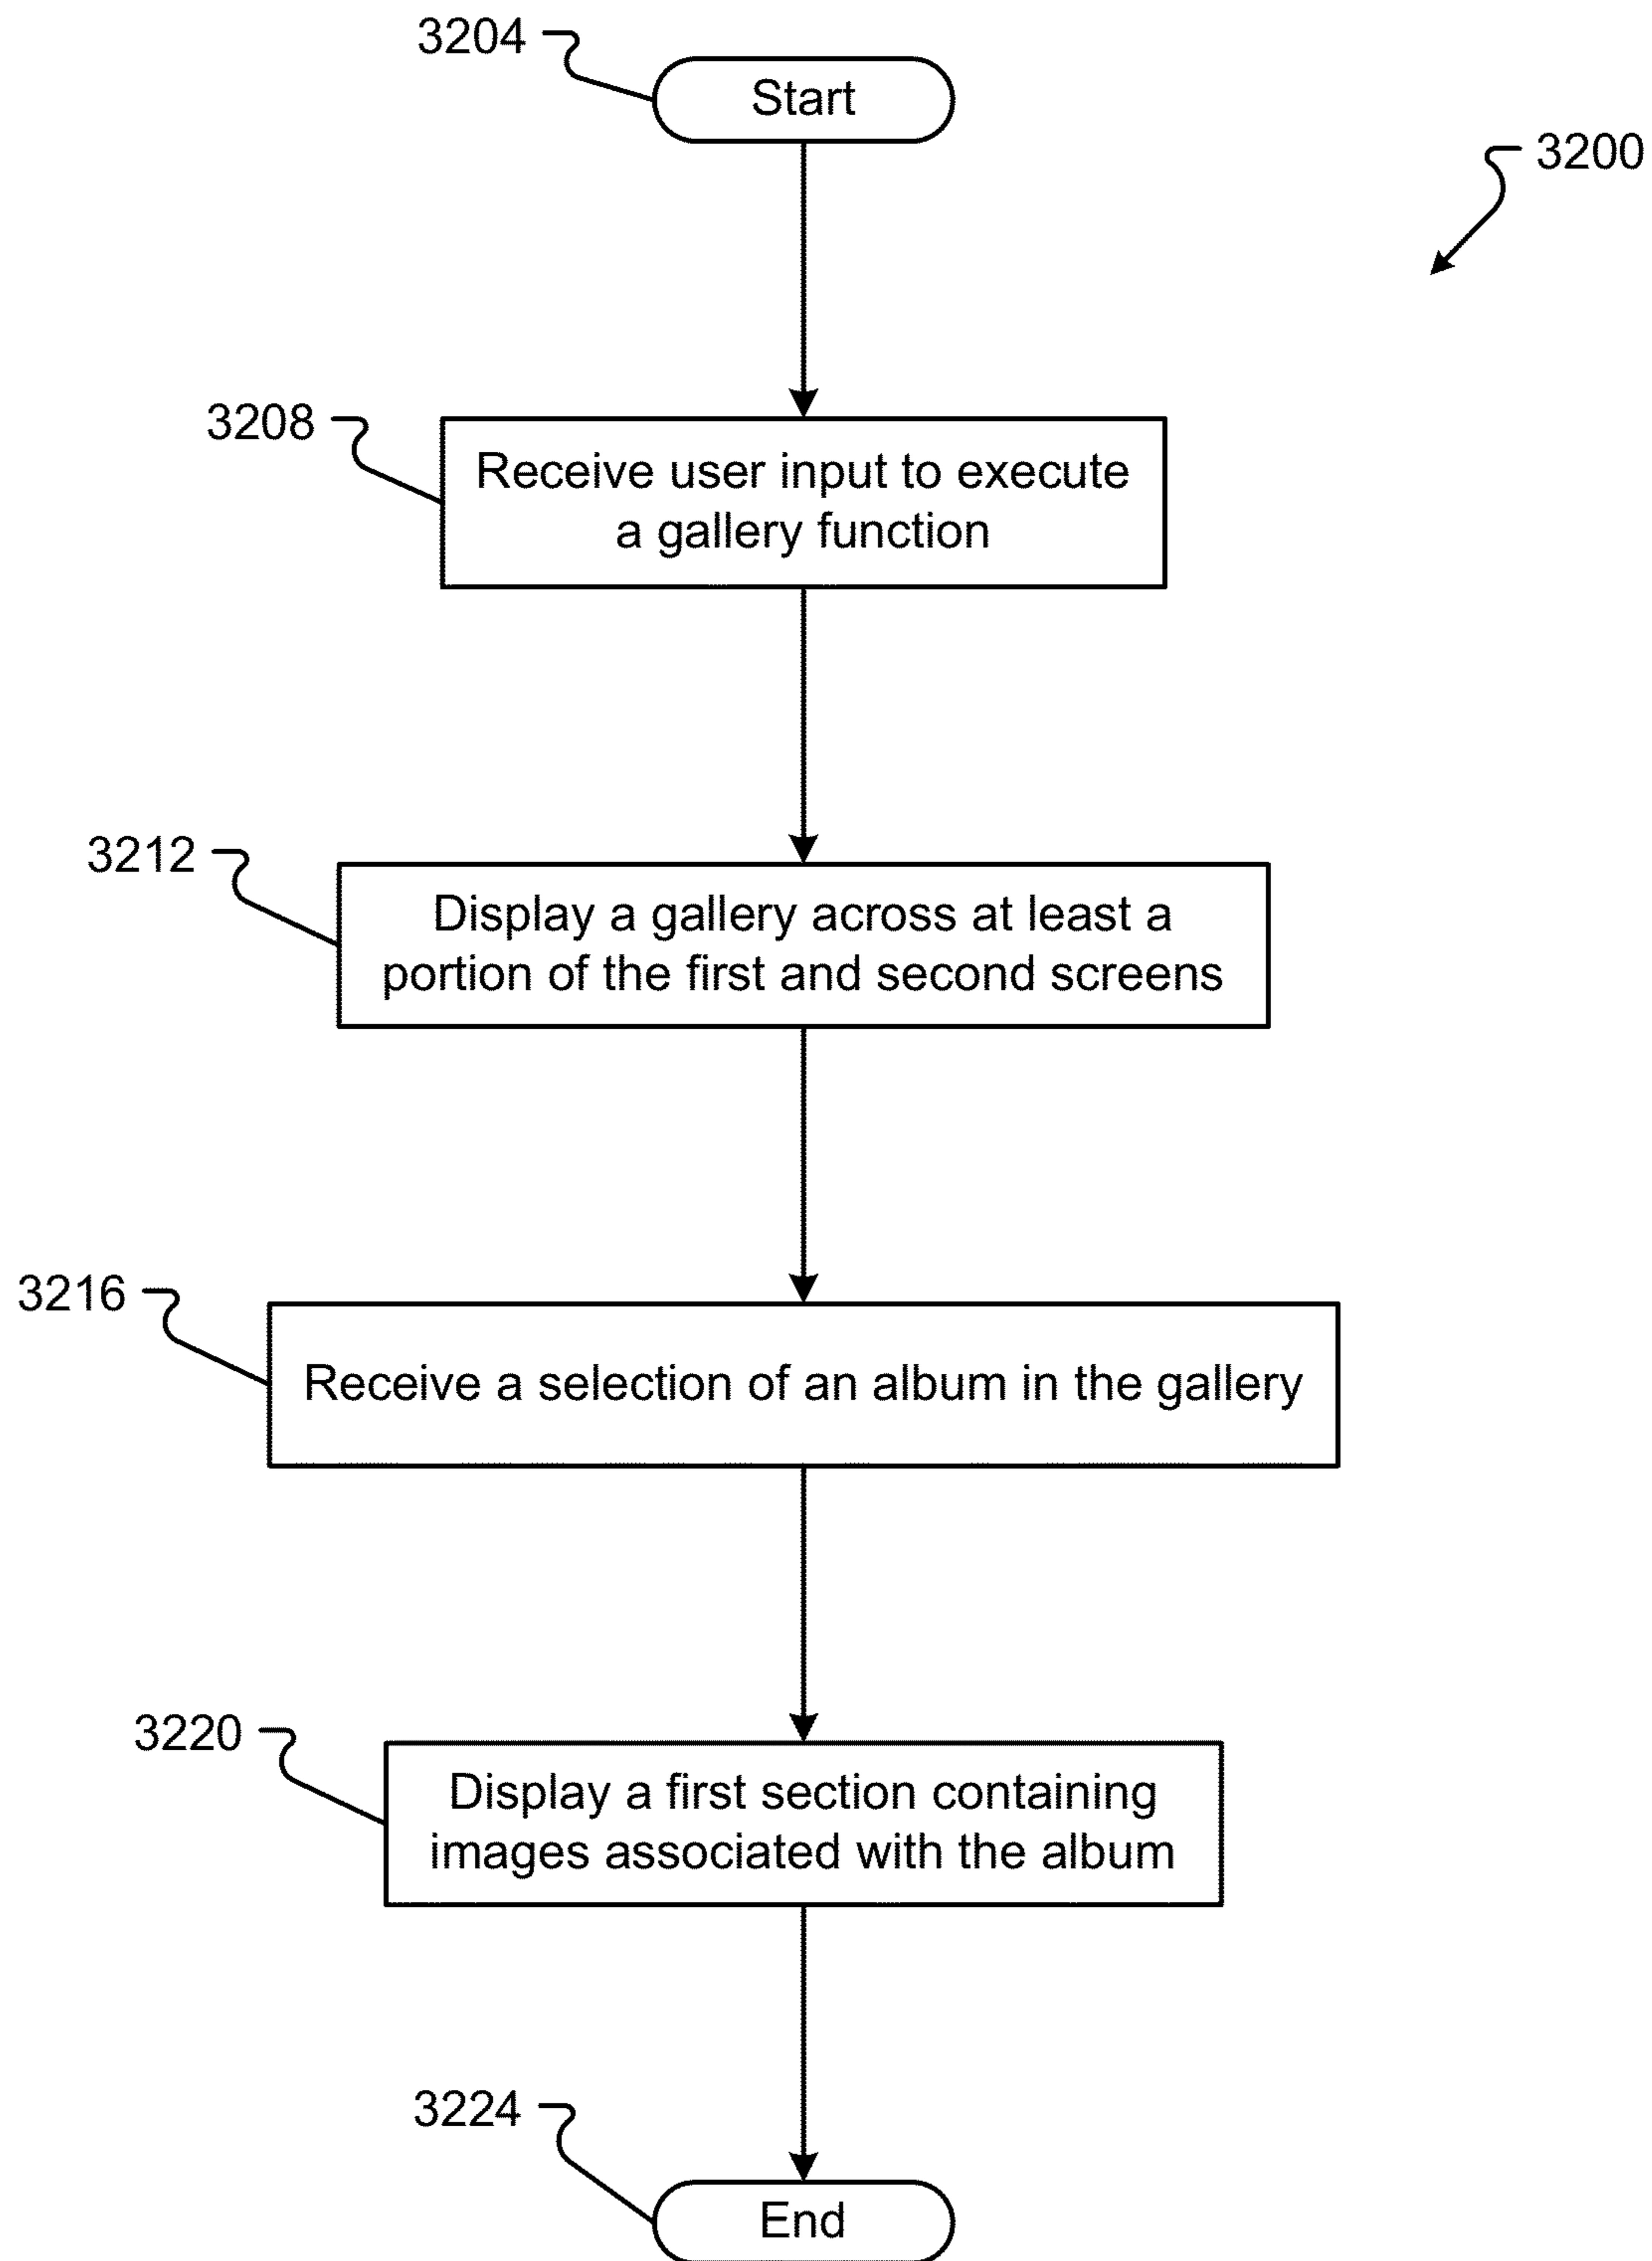 3204
Start
3200
3208
Receive user input to execute
a gallery function
3212
Display a gallery across at least a
portion of the first and second screens
3216
Receive a selection of an album in the gallery
3220
Display a first section containing
images associated with the album
3224
End